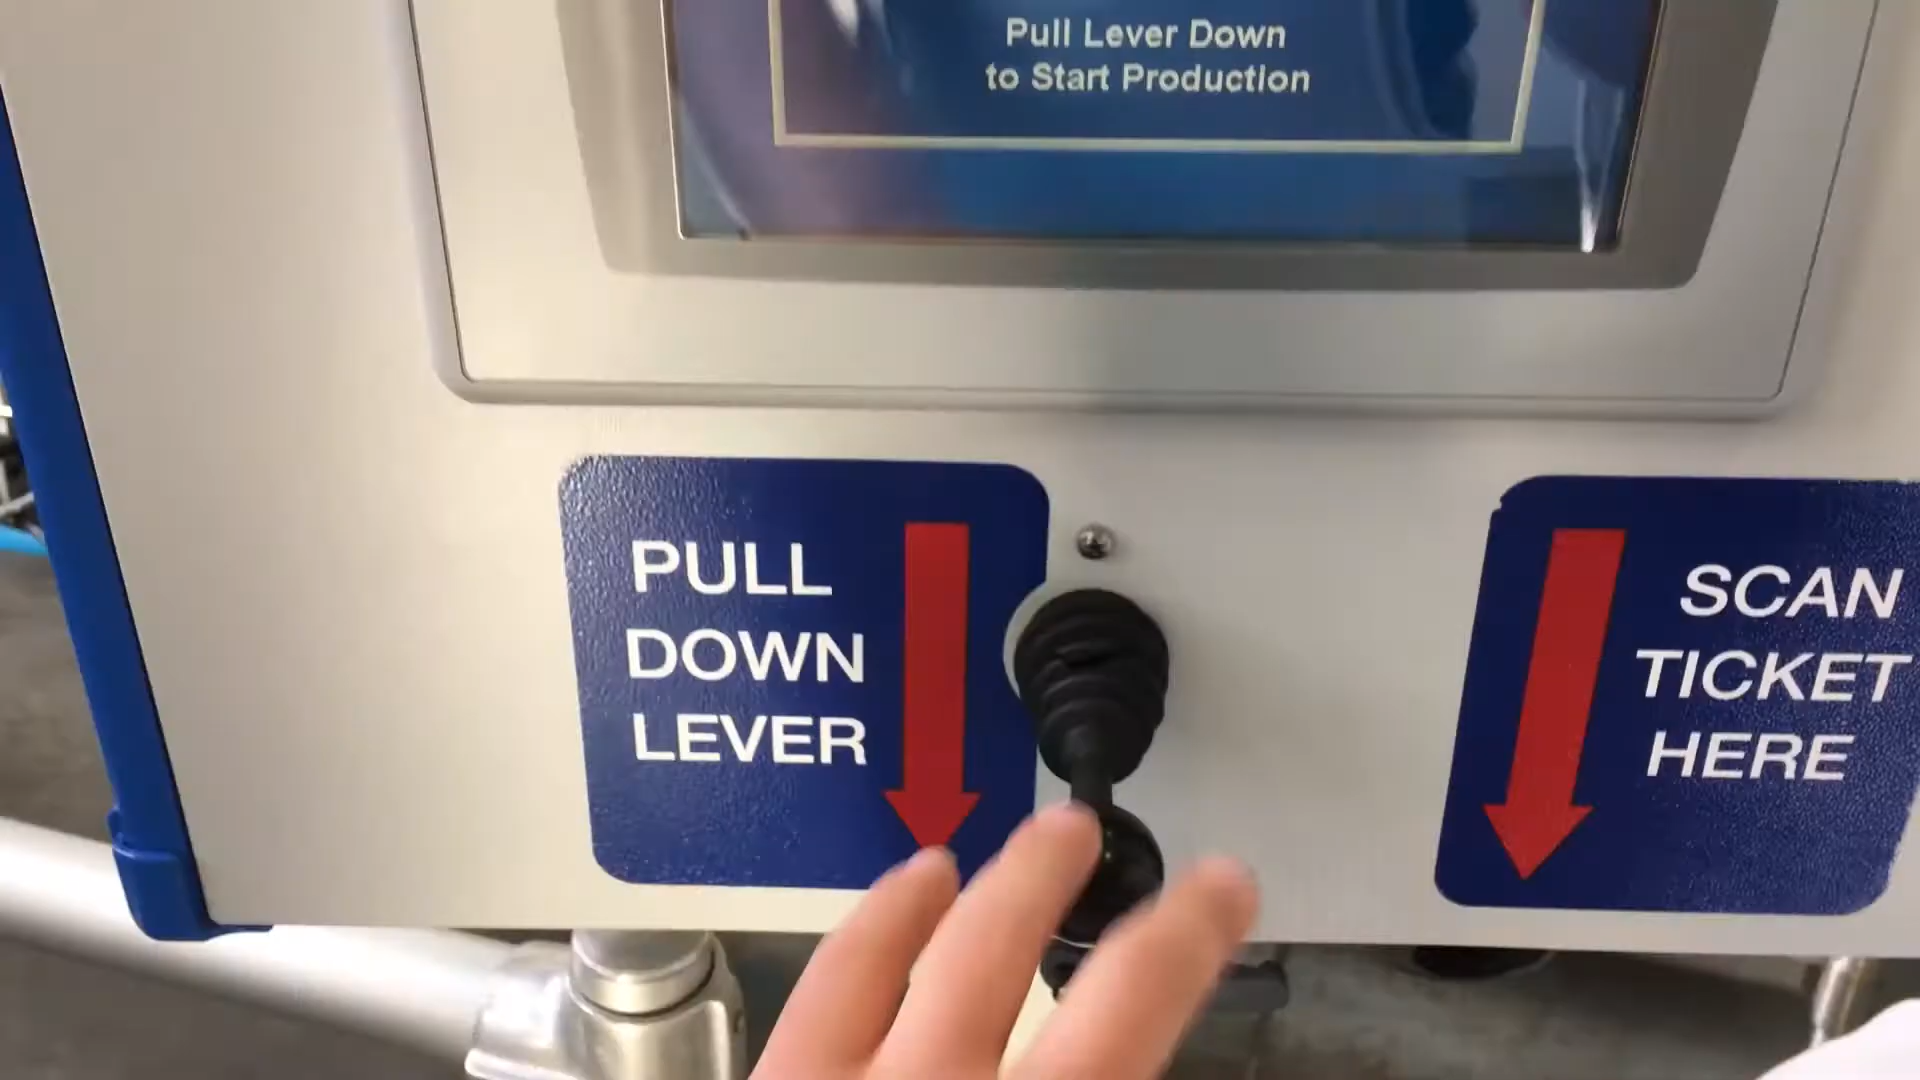 Pull Lever Down
to Start Production
PULL
DOWN
LEVER
SCAN
TICKET
HERE